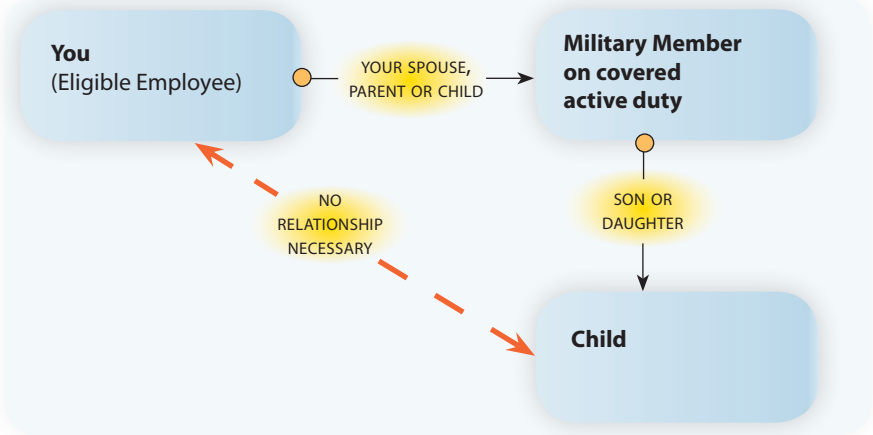 You
(Eligible Employee)
YOUR SPOUSE,
PARENT OR CHILD
Military Member
on covered
active duty
NO
RELATIONSHIP
NECESSARY
SON OR
DAUGHTER
Child